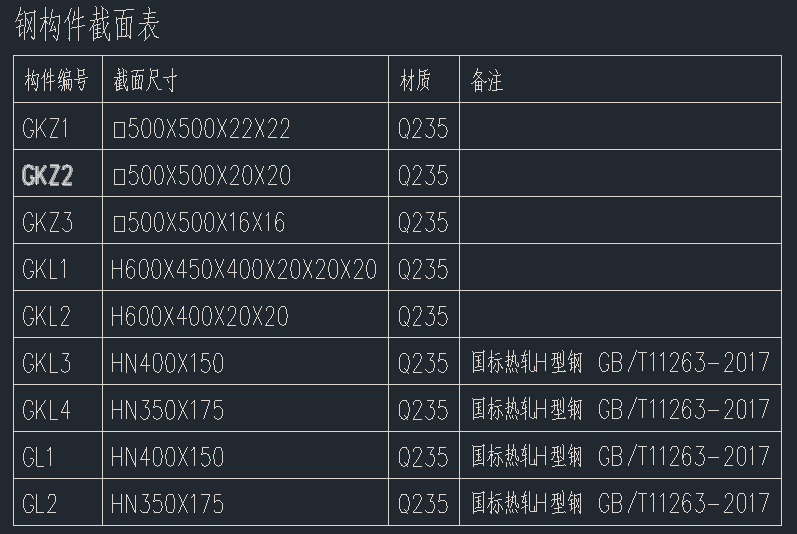 钢构件截面表
构件编号 截面尺寸 材质 备注
GKZ1 □500X500X22X22 Q235
GKZ2 □500X500X20X20 Q235
GKZ3 □500X500X16X16 Q235
GKL1 H600X450X400X20X20X20 Q235
GKL2 H600X400X20X20 Q235
GKL3 HN400X150 Q235 国标热轧H型钢 GB/T11263-2017
GKL4 HN350X175 Q235 国标热轧H型钢 GB/T11263-2017
GL1 HN400X150 Q235 国标热轧H型钢 GB/T11263-2017
GL2 HN350X175 Q235 国标热轧H型钢 GB/T11263-2017